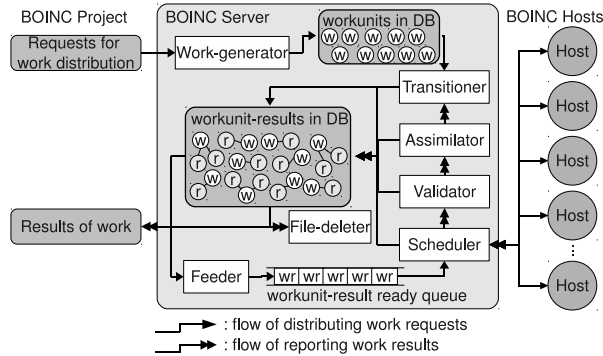 BOINC Project
BOINC Server
BOINC Hosts
Requests for
work distribution
Work-generator
workunits in DB
w w w w w
w w w w w
Transitioner
workunit-results in DB
w r r w r
r r w r w r
w r w w r
r r
Assimilator
Validator
Scheduler
Results of work
File-deleter
Feeder
wr wr wr wr wr
workunit-result ready queue
Host
Host
Host
Host
Host
: flow of distributing work requests
: flow of reporting work results